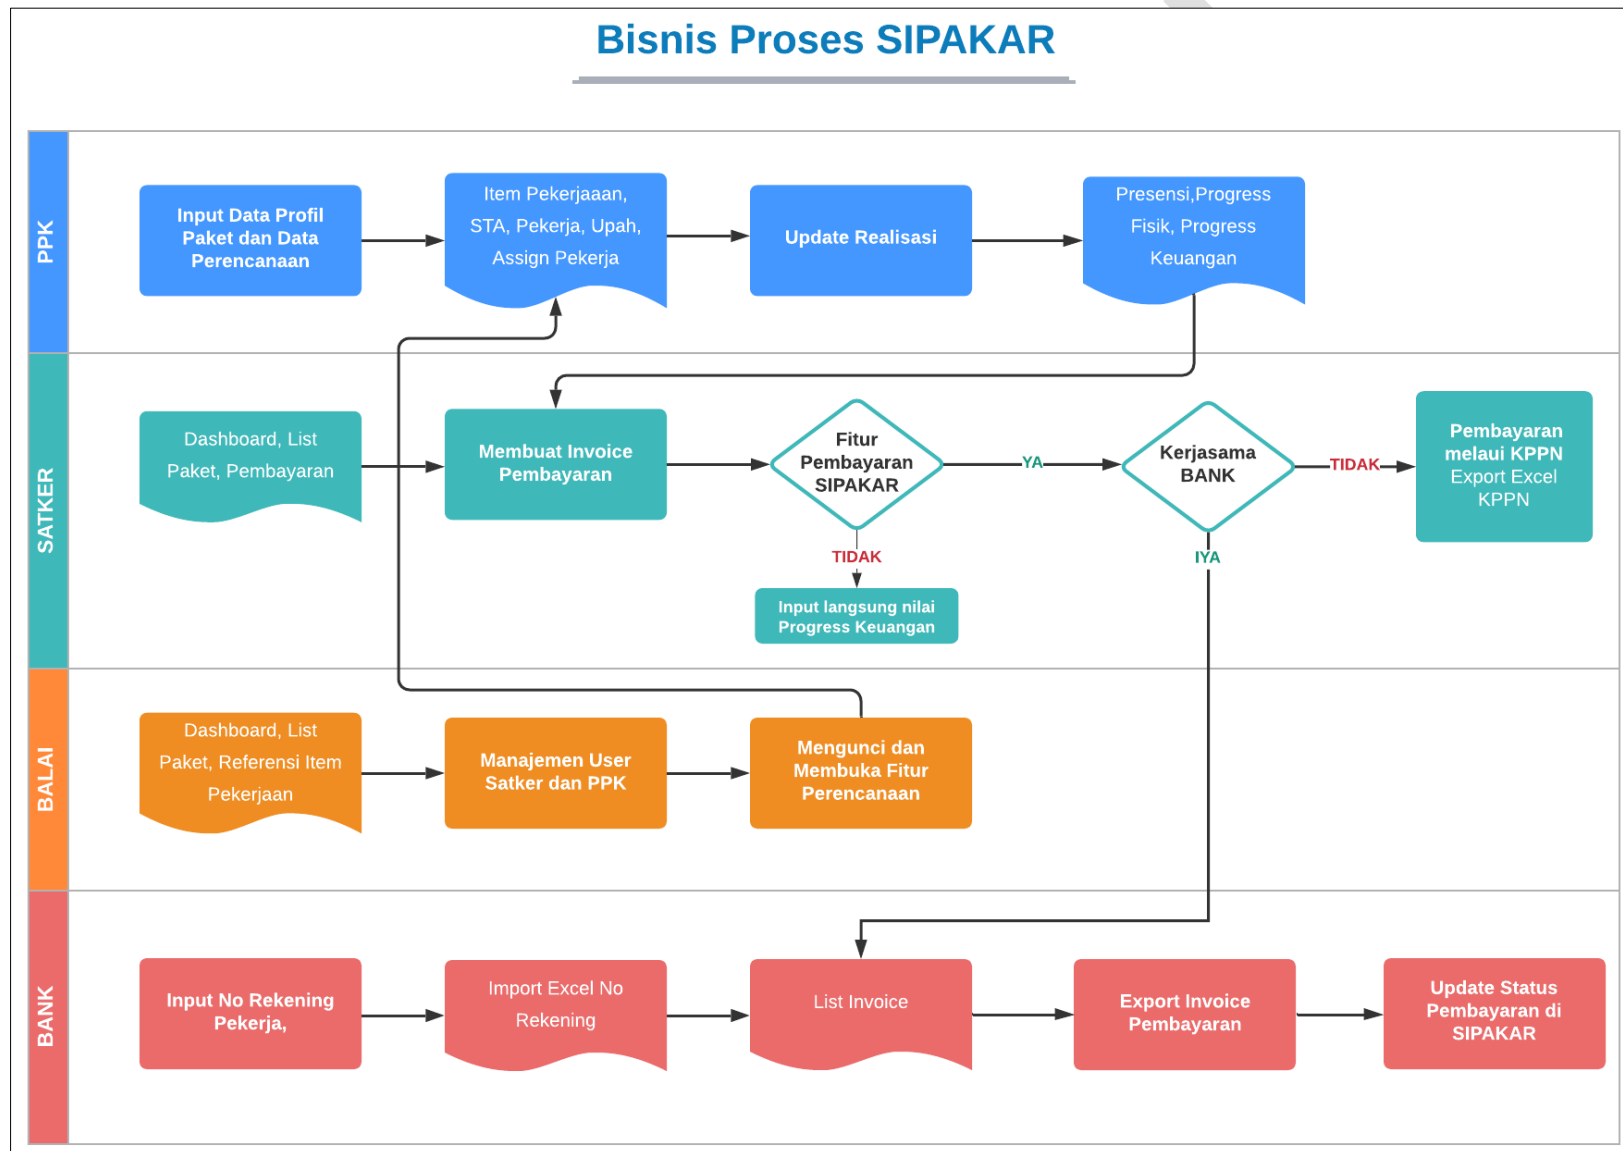 Bisnis Proses SIPAKAR
PPK
Input Data Profil
Paket dan Data
Perencanaan
Item Pekerjaaan,
STA, Pekerja, Upah,
Assign Pekerja
Update Realisasi
Presensi,Progress
Fisik, Progress
Keuangan
SATKER
Dashboard, List
Paket, Pembayaran
Membuat Invoice
Pembayaran
Fitur
Pembayaran
SIPAKAR
YA
Kerjasama
BANK
TIDAK
Pembayaran
melaui KPPN
Export Excel
KPPN
TIDAK
IYA
Input langsung nilai
Progress Keuangan
BALAI
Dashboard, List
Paket, Referensi Item
Pekerjaan
Manajemen User
Satker dan PPK
Mengunci dan
Membuka Fitur
Perencanaan
BANK
Input No Rekening
Pekerja,
Import Excel No
Rekening
List Invoice
Export Invoice
Pembayaran
Update Status
Pembayaran di
SIPAKAR